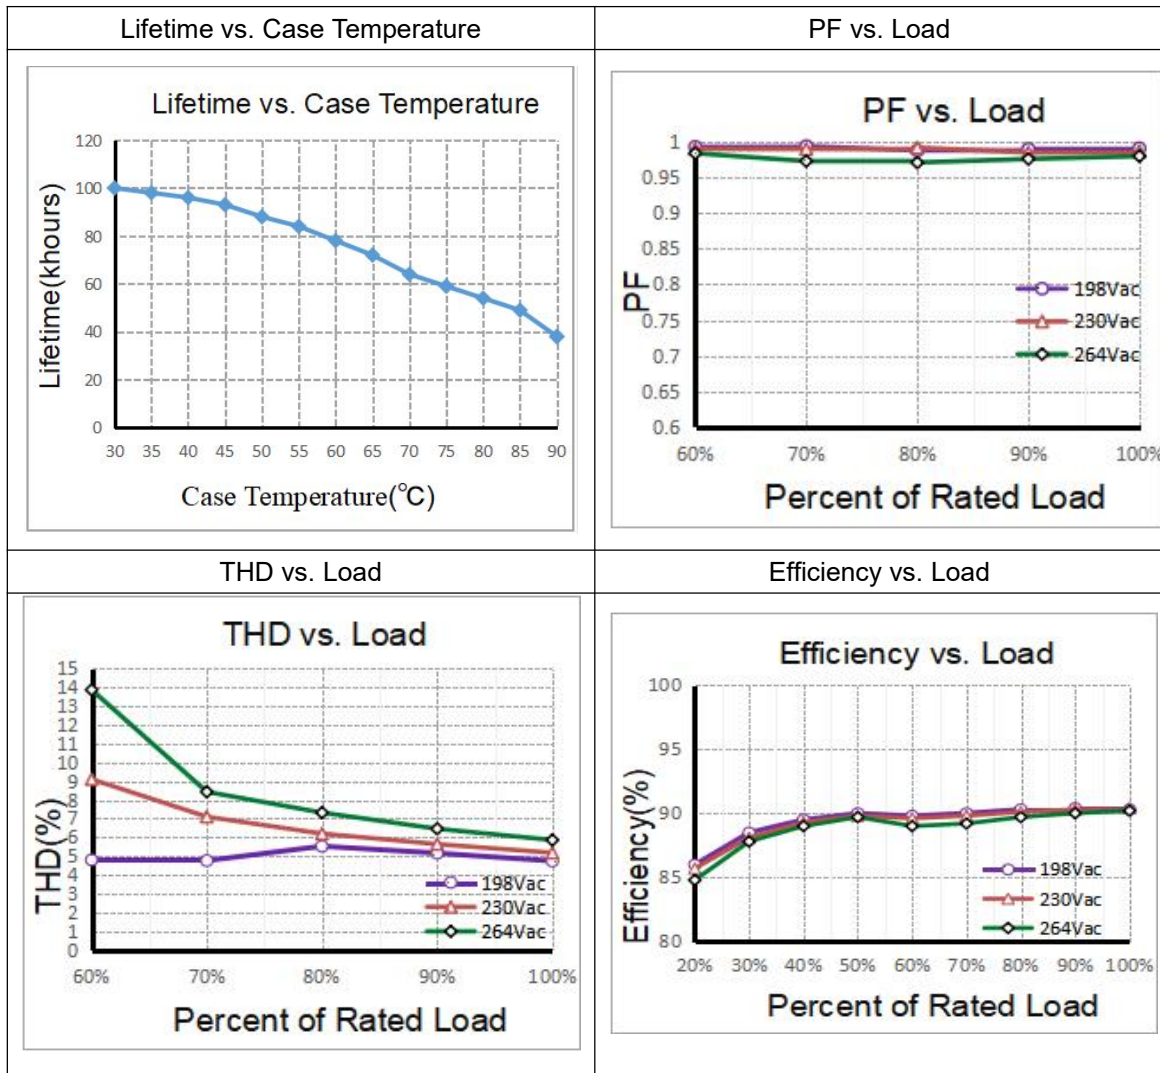 Lifetime vs. Case Temperature
PF vs. Load
Lifetime vs. Case Temperature
120
100
80
60
40
20
0
Lifetime(khours)
30 35 40 45 50 55 60 65 70 75 80 85 90
Case Temperature(℃)
PF vs. Load
1
0.95
0.9
0.85
0.8
0.75
0.7
0.65
0.6
PF
198Vac
230Vac
264Vac
60% 70% 80% 90% 100%
Percent of Rated Load
THD vs. Load
Efficiency vs. Load
THD vs. Load
15
14
13
12
11
10
9
8
7
6
5
4
3
2
1
0
THD(%)
198Vac
230Vac
264Vac
60% 70% 80% 90% 100%
Percent of Rated Load
Efficiency vs. Load
100
95
90
85
80
Efficiency(%)
198Vac
230Vac
264Vac
20% 30% 40% 50% 60% 70% 80% 90% 100%
Percent of Rated Load